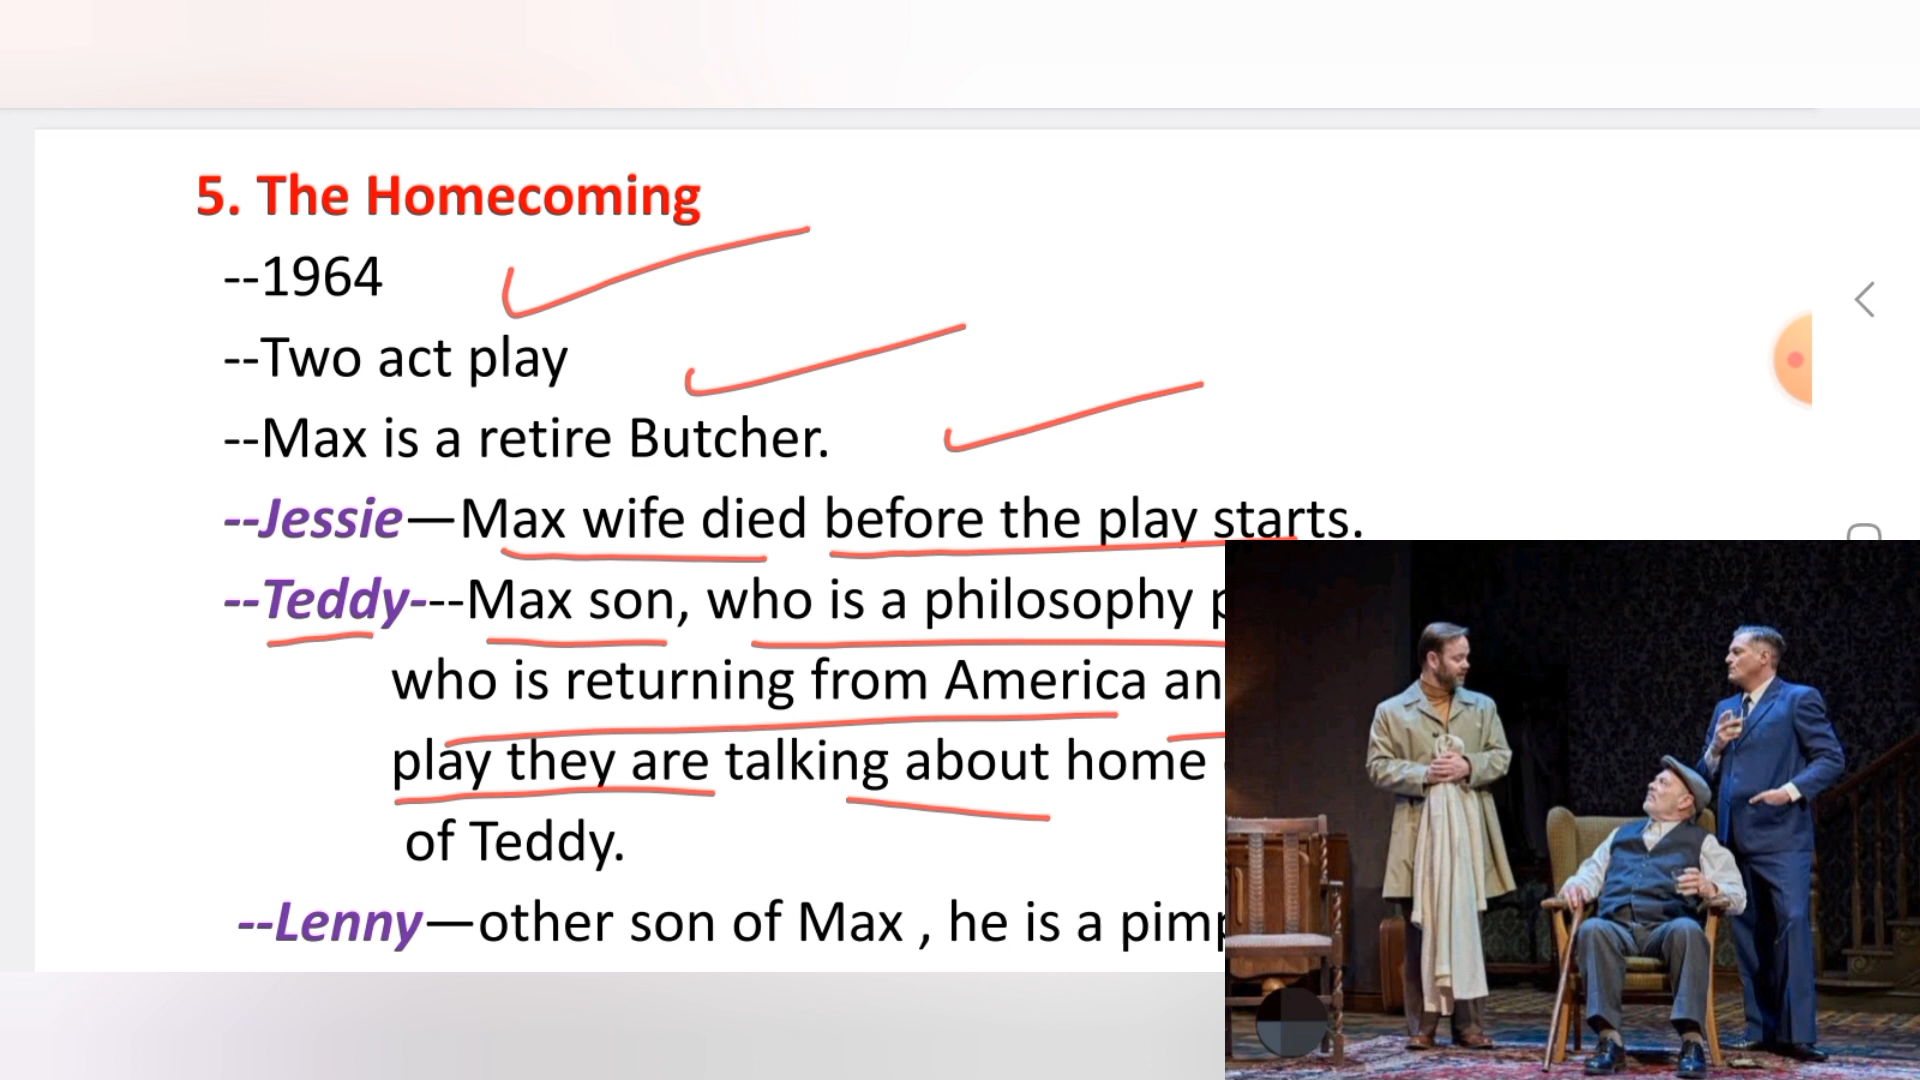 5. The Homecoming
--1964
--Two act play
--Max is a retire Butcher.
--Jessie—Max wife died before the play starts.
--Teddy---Max son, who is a philosophy
who is returning from America
play they are talking about home
of Teddy.
--Lenny—other son of Max , he is a